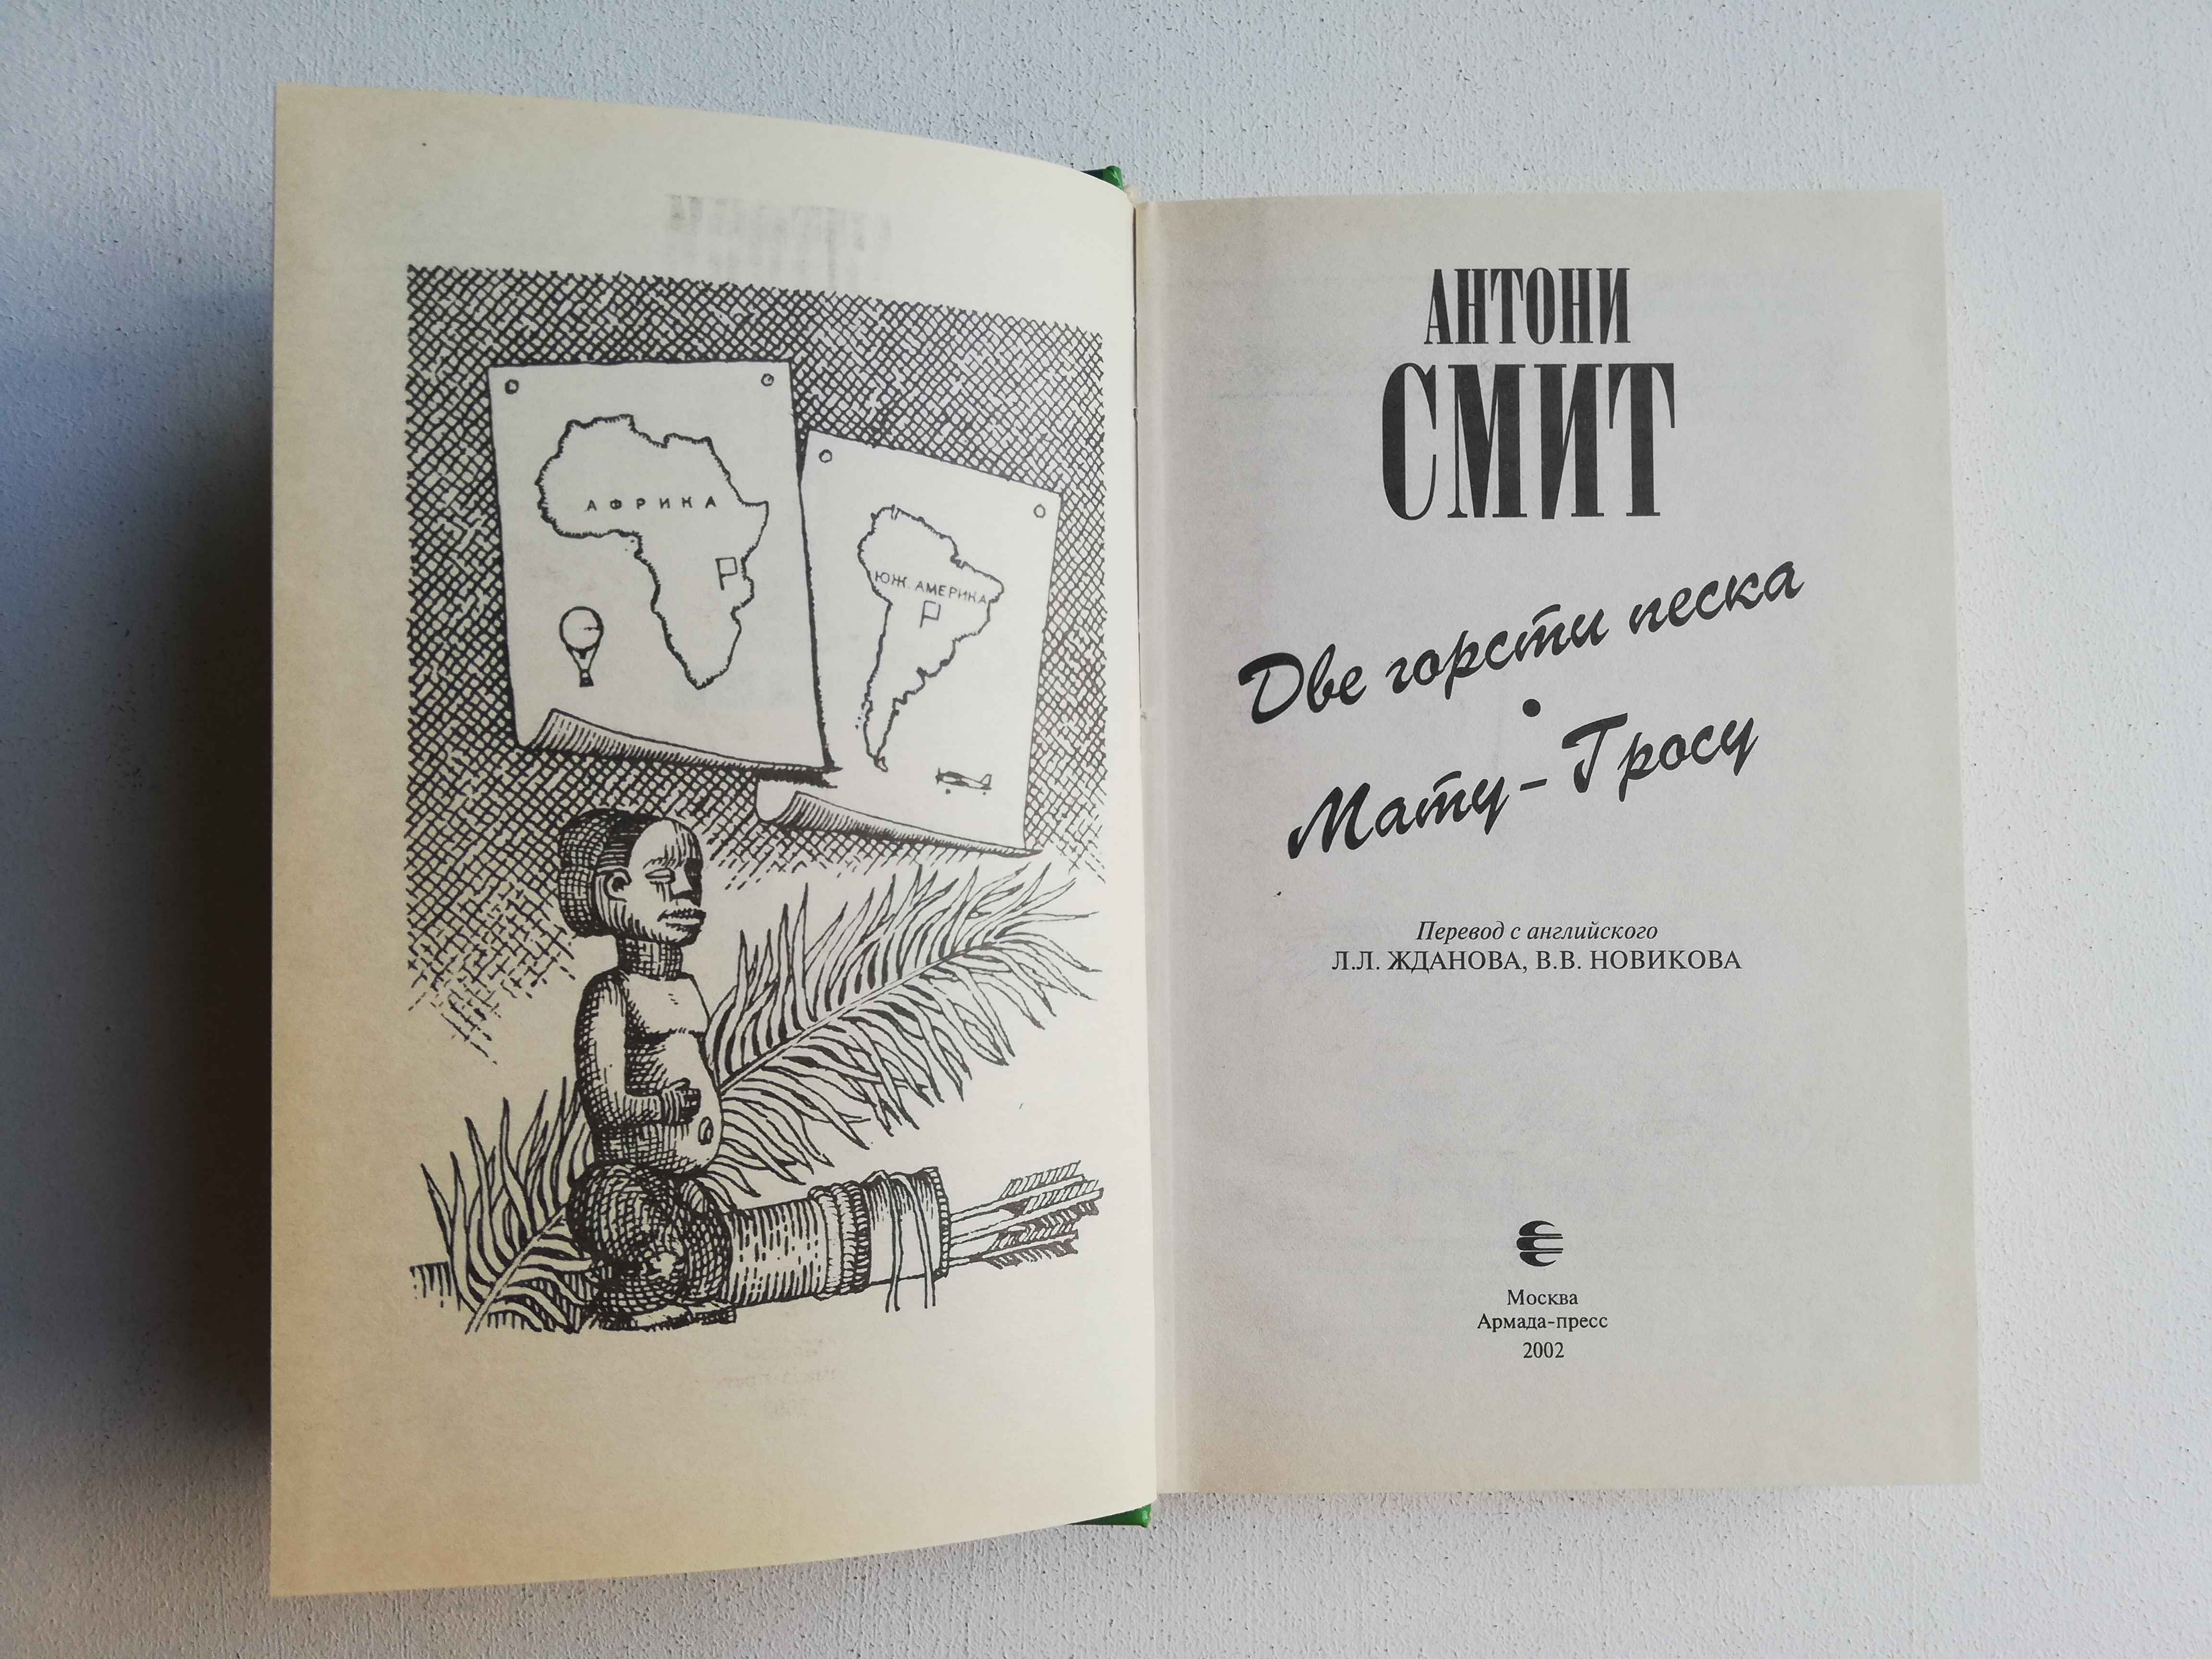 АФРИКА
ЮЖ. АМЕРИКА
АНТОНИ
СМИТ
Две горсти песка
•
Мату-Гросу
Перевод с английского
Л.Л. ЖДАНОВА, В.В. НОВИКОВА
Москва
Армада-пресс
2002